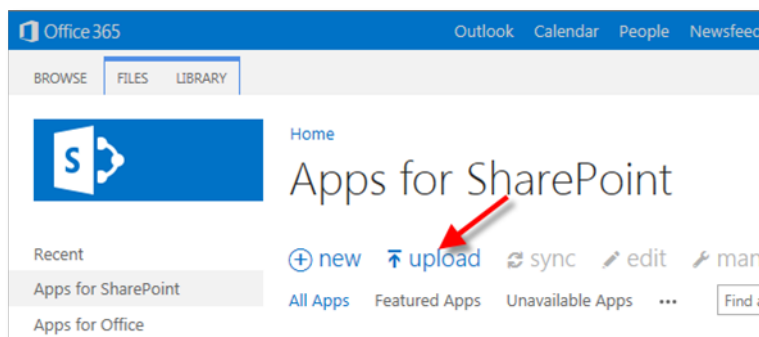 Office 365
Outlook Calendar People Newsfeed
BROWSE FILES LIBRARY
S
Home
Apps for SharePoint
new upload sync edit
Recent
All Apps Featured Apps Unavailable Apps ••• Find
Apps for SharePoint
Apps for Office